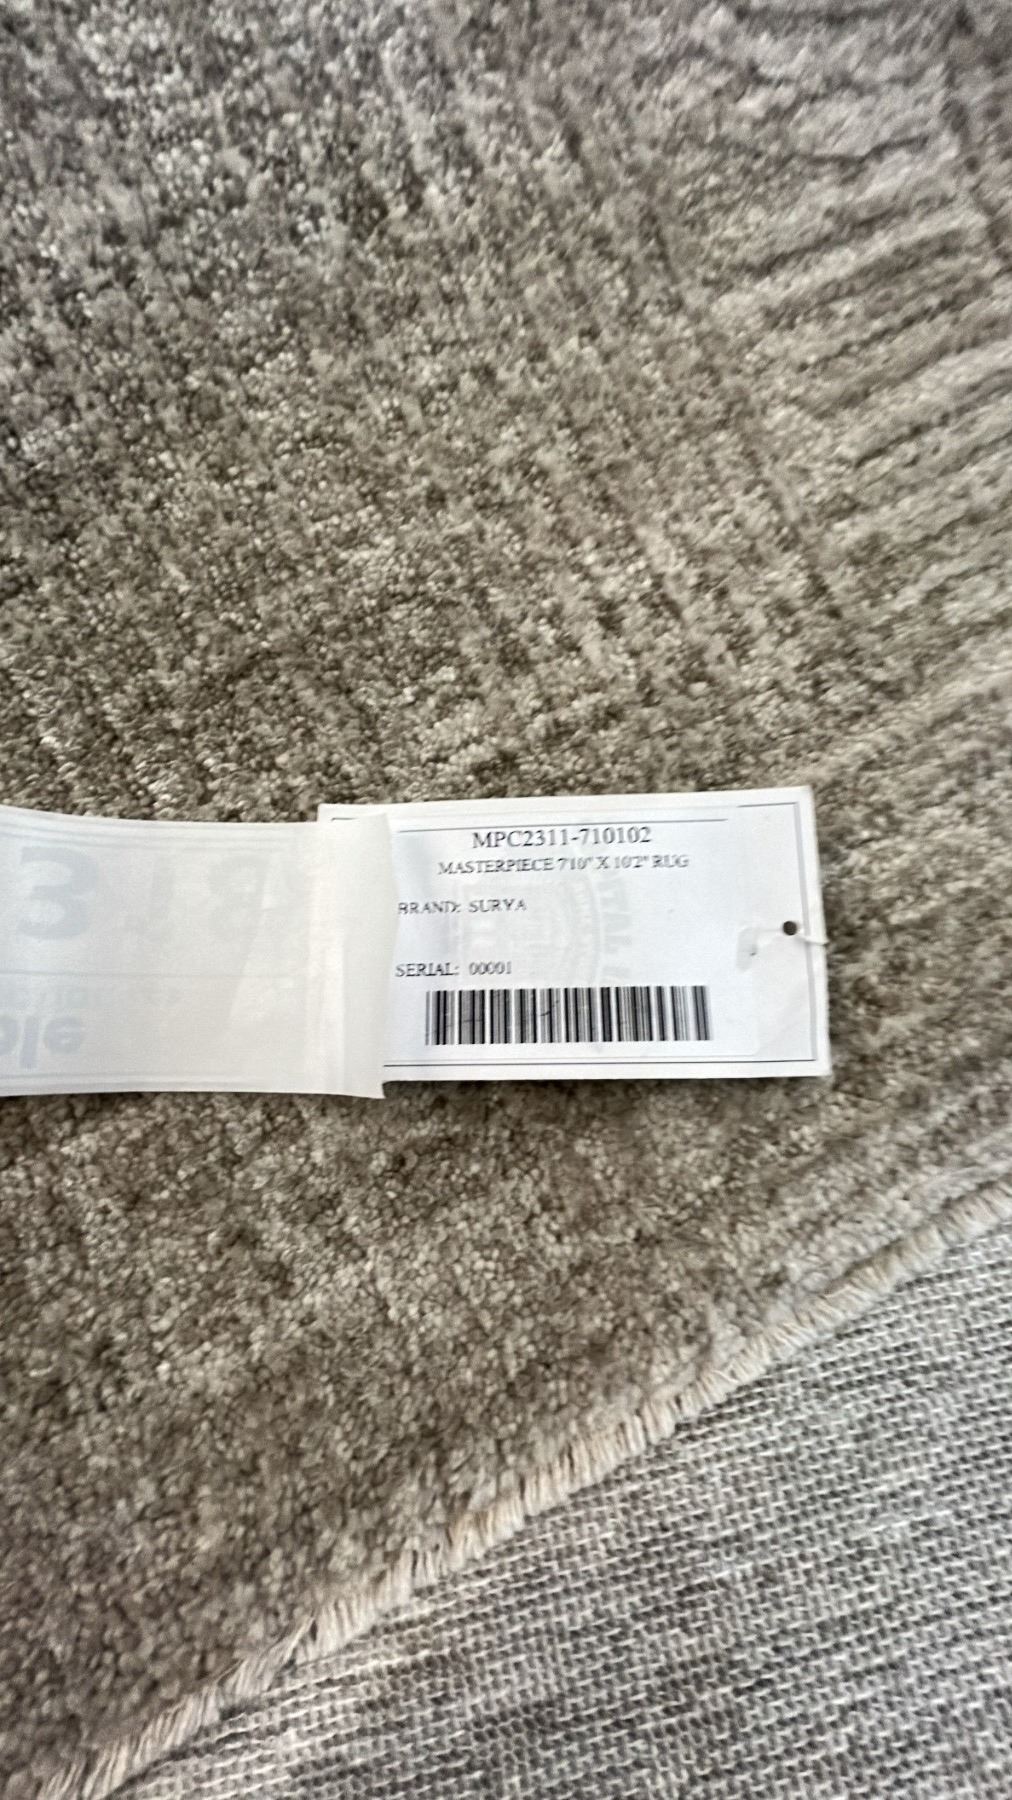 MPC2311-710102
MASTERPIECE 7'10" X 10'2" RUG
BRAND: SURYA
SERIAL: 00001